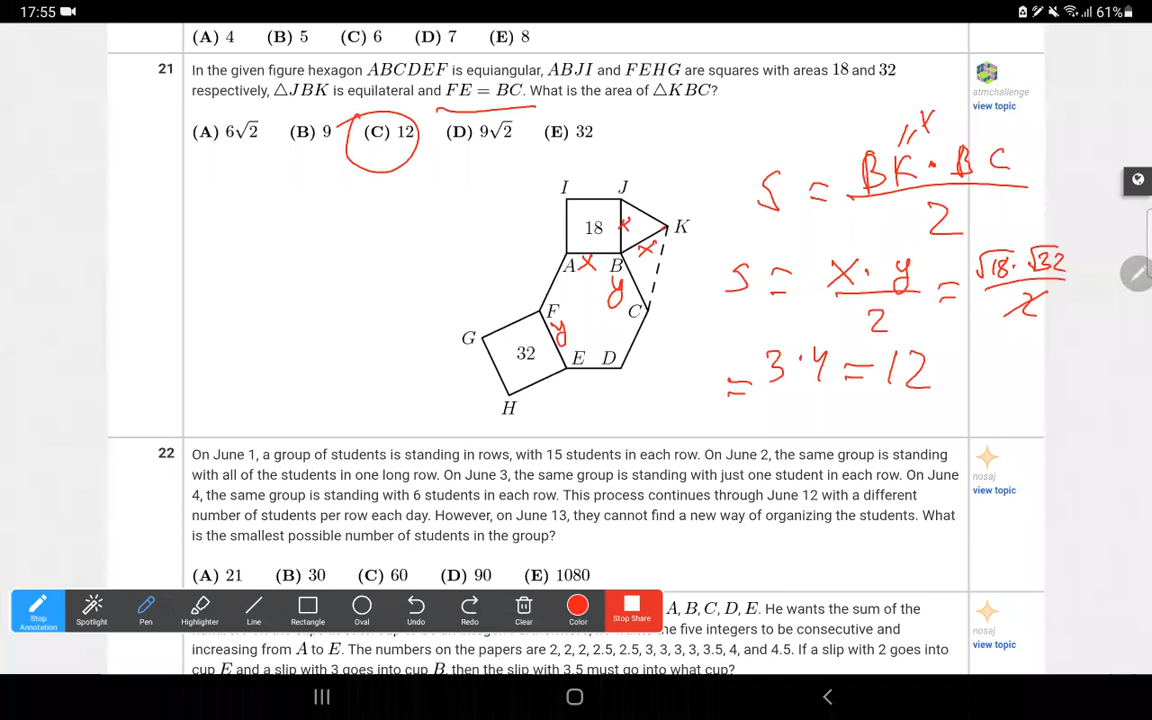 17:55
61%
(A) 4 (B) 5 (C) 6 (D) 7 (E) 8
21
In the given figure hexagon ABCDEF is equiangular, ABJI and FEHG are squares with areas 18 and 32
respectively, △JBK is equilateral and FE = BC. What is the area of △KBC?
atmchallenge
view topic
(A) 6√2 (B) 9 (C) 12 (D) 9√2 (E) 32
x
S = BK · BC / 2
I J
18 x K
x
A x B
S = x · y / 2 = √18 · √32 / 2
y
F C
y
G
32 E D
= 3 · 4 = 12
H
22
On June 1, a group of students is standing in rows, with 15 students in each row. On June 2, the same group is standing
with all of the students in one long row. On June 3, the same group is standing with just one student in each row. On June
4, the same group is standing with 6 students in each row. This process continues through June 12 with a different
number of students per row each day. However, on June 13, they cannot find a new way of organizing the students. What
is the smallest possible number of students in the group?
nosaj
view topic
(A) 21 (B) 30 (C) 60 (D) 90 (E) 1080
Stop Annotation
Spotlight
Pen
Highlighter
Line
Rectangle
Oval
Undo
Redo
Clear
Color
Stop Share
A, B, C, D, E. He wants the sum of the
the five integers to be consecutive and
increasing from A to E. The numbers on the papers are 2, 2, 2, 2.5, 2.5, 3, 3, 3, 3, 3.5, 4, and 4.5. If a slip with 2 goes into
cup E and a slip with 3 goes into cup B, then the slip with 3.5 must go into what cup?
nosaj
view topic